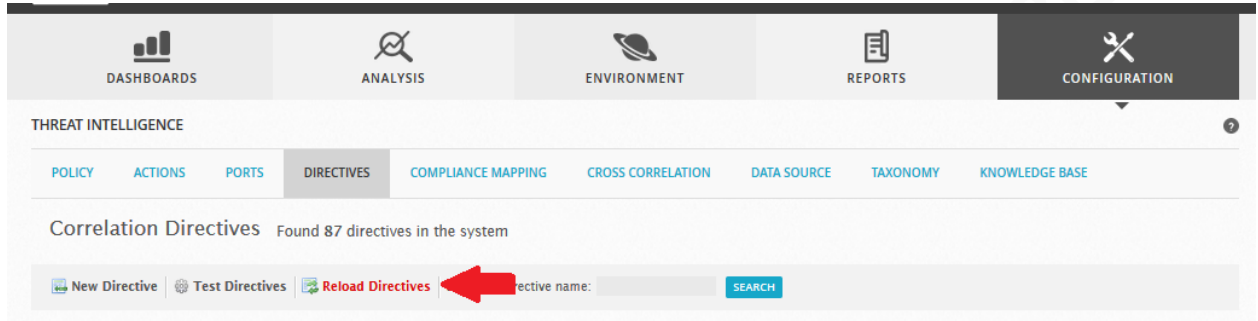 DASHBOARDS ANALYSIS ENVIRONMENT REPORTS CONFIGURATION
THREAT INTELLIGENCE ?
POLICY ACTIONS PORTS DIRECTIVES COMPLIANCE MAPPING CROSS CORRELATION DATA SOURCE TAXONOMY KNOWLEDGE BASE
Correlation Directives Found 87 directives in the system
New Directive Test Directives Reload Directives name: SEARCH